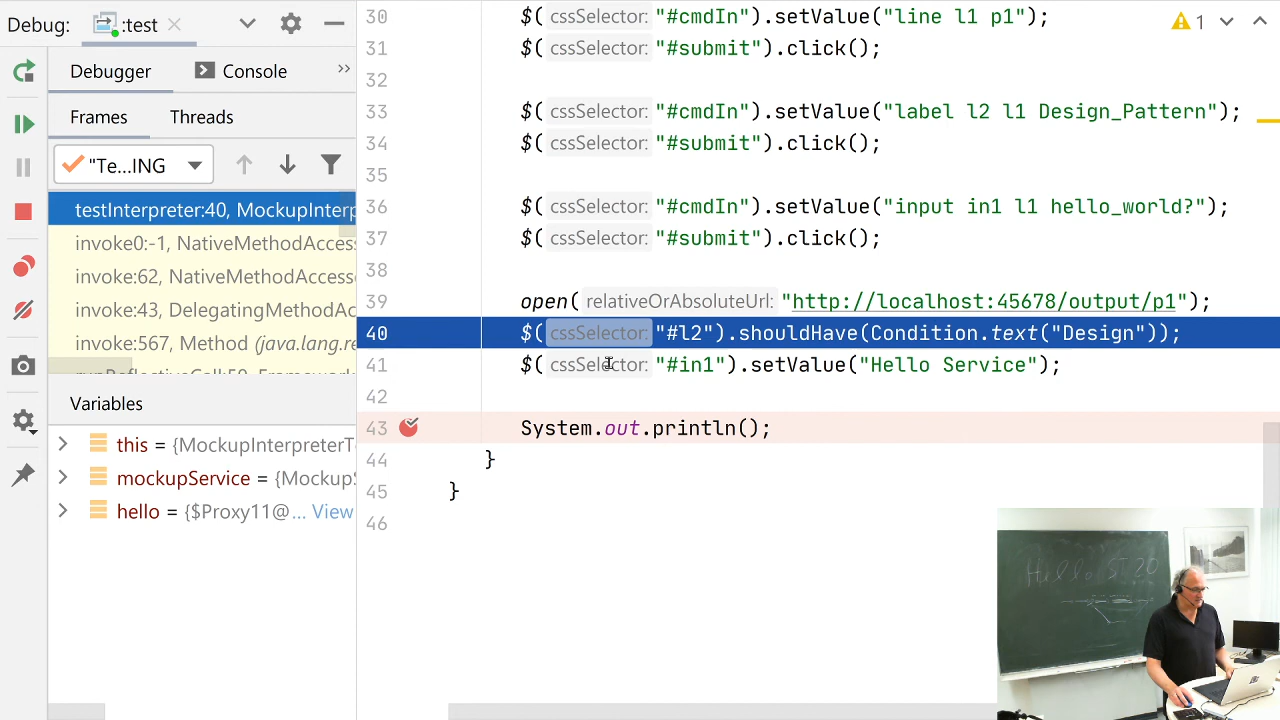 Debug: :test
Debugger Console »
Frames Threads
"Te...ING
testInterpreter:40, MockupInterp
invoke0:-1, NativeMethodAccess
invoke:62, NativeMethodAccess
invoke:43, DelegatingMethodAc
invoke:567, Method (java.lang.re
Variables
this = {MockupInterpreterT
mockupService = {MockupS
hello = {$Proxy11@... View
1
30 $(cssSelector: "#cmdIn").setValue("line l1 p1");
31 $(cssSelector: "#submit").click();
32
33 $(cssSelector: "#cmdIn").setValue("label l2 l1 Design_Pattern");
34 $(cssSelector: "#submit").click();
35
36 $(cssSelector: "#cmdIn").setValue("input in1 l1 hello_world?");
37 $(cssSelector: "#submit").click();
38
39 open(relativeOrAbsoluteUrl: "http://localhost:45678/output/p1");
40 $(cssSelector: "#l2").shouldHave(Condition.text("Design"));
41 $(cssSelector: "#in1").setValue("Hello Service");
42
43 System.out.println();
44 }
45 }
46
Hello